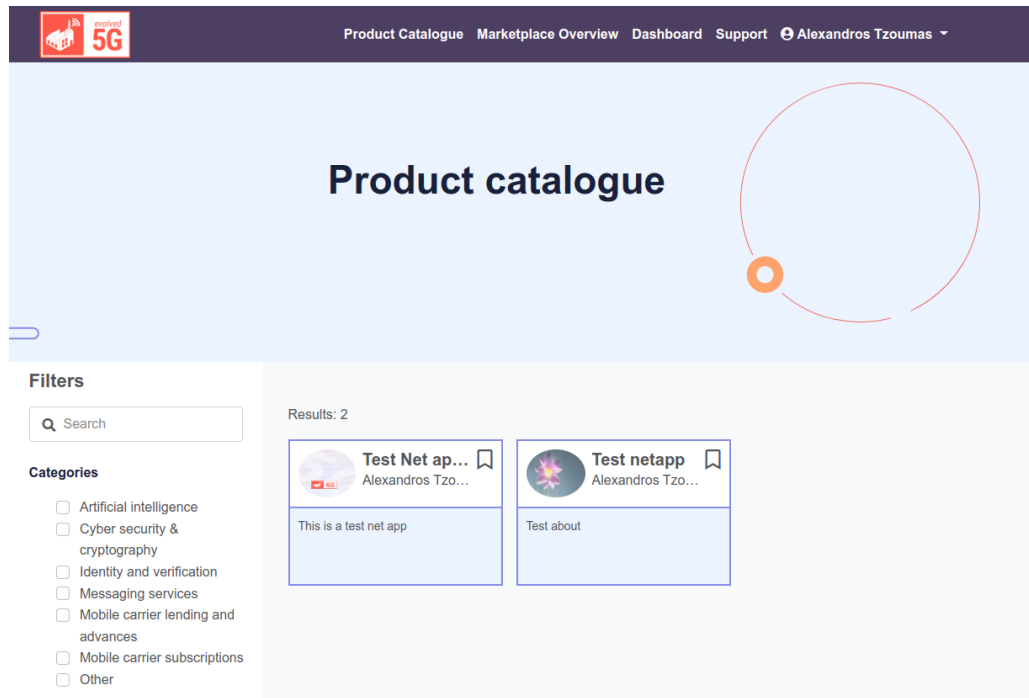 evolved
5G
Product Catalogue Marketplace Overview Dashboard Support Alexandros Tzoumas
Product catalogue
Filters
Search
Categories
Artificial intelligence
Cyber security &
cryptography
Identity and verification
Messaging services
Mobile carrier lending and
advances
Mobile carrier subscriptions
Other
Results: 2
Test Net ap...
Alexandros Tzo...
This is a test net app
Test netapp
Alexandros Tzo...
Test about